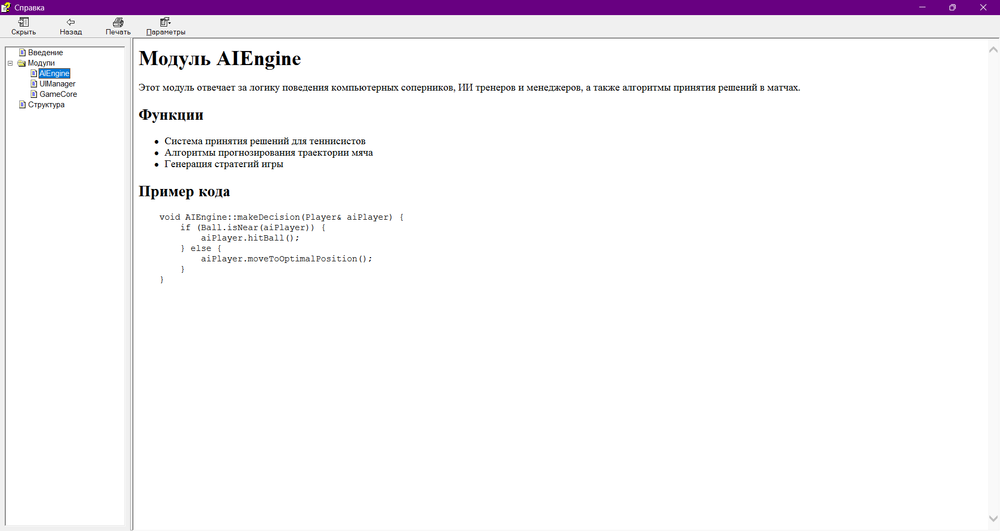 Справка
Скрыть
Назад
Печать
Параметры
Введение
Модули
AIEngine
UIManager
GameCore
Структура
Модуль AIEngine
Этот модуль отвечает за логику поведения компьютерных соперников, ИИ тренеров и менеджеров, а также алгоритмы принятия решений в матчах.
Функции
Система принятия решений для теннисистов
Алгоритмы прогнозирования траектории мяча
Генерация стратегий игры
Пример кода
void AIEngine::makeDecision(Player& aiPlayer) {
    if (Ball.isNear(aiPlayer)) {
        aiPlayer.hitBall();
    } else {
        aiPlayer.moveToOptimalPosition();
    }
}